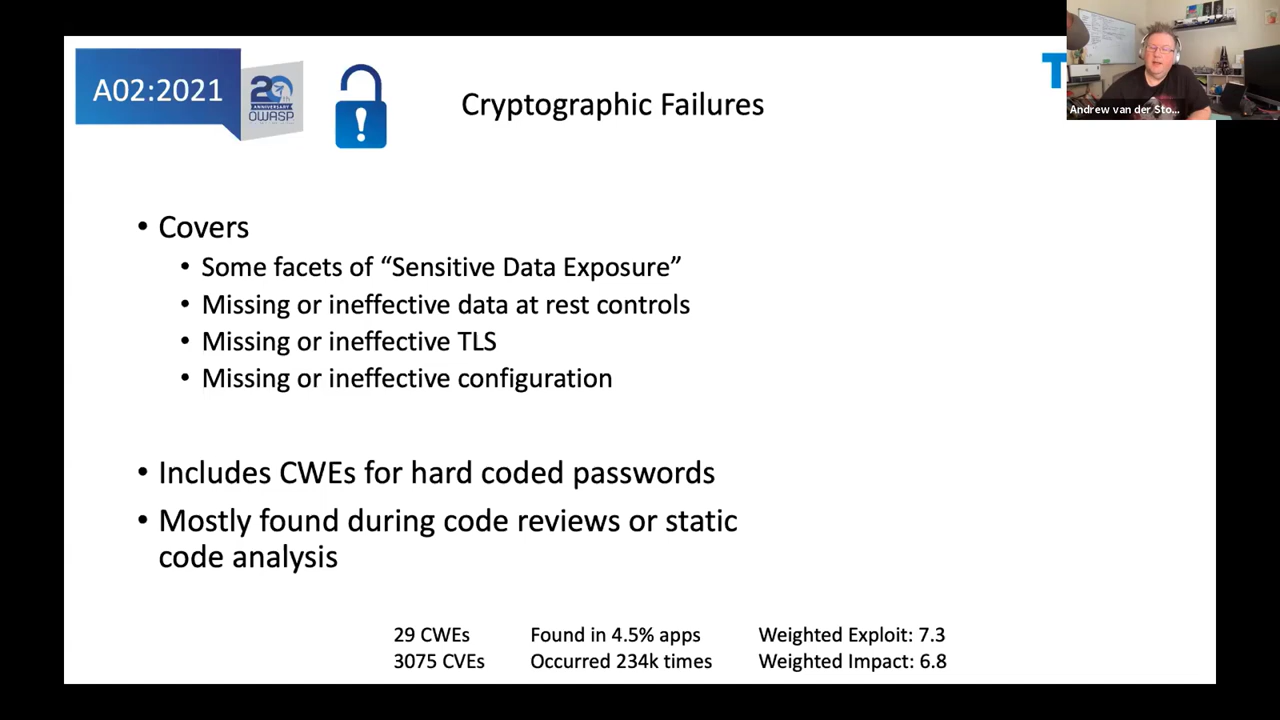 A02:2021
20th
ANNIVERSARY
OWASP
Cryptographic Failures
T
Andrew van der Sto...
• Covers
• Some facets of “Sensitive Data Exposure”
• Missing or ineffective data at rest controls
• Missing or ineffective TLS
• Missing or ineffective configuration
• Includes CWEs for hard coded passwords
• Mostly found during code reviews or static
code analysis
29 CWEs Found in 4.5% apps Weighted Exploit: 7.3
3075 CVEs Occurred 234k times Weighted Impact: 6.8